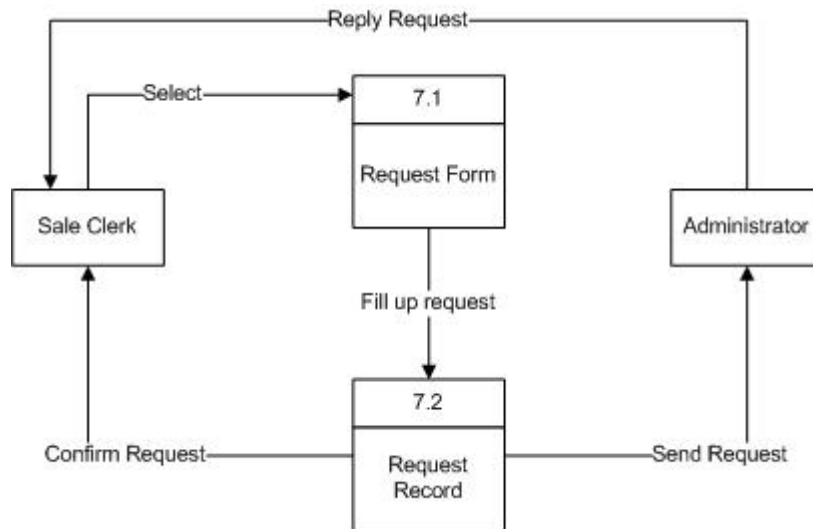 Reply Request
Select
7.1
Request Form
Sale Clerk
Administrator
Fill up request
7.2
Confirm Request
Send Request
Request
Record